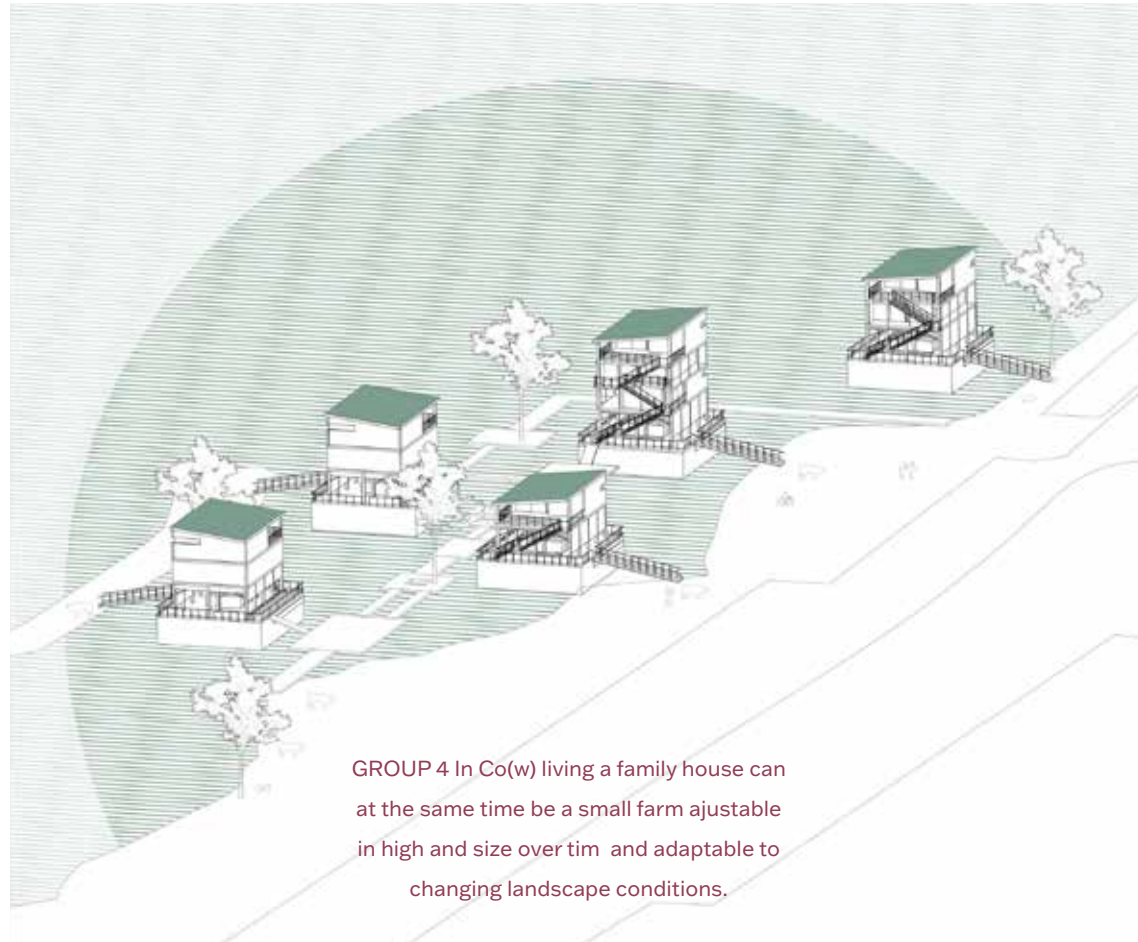 GROUP 4 In Co(w) living a family house can
at the same time be a small farm ajustable
in high and size over tim  and adaptable to
changing landscape conditions.